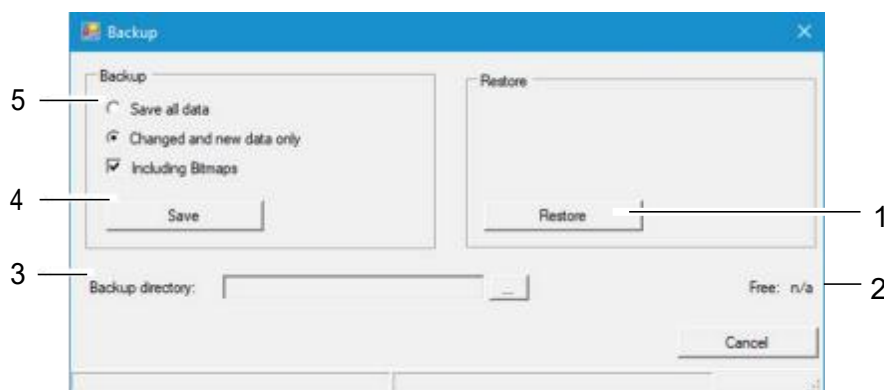 Backup
Backup
Restore
5
Save all data
Changed and new data only
Including Bitmaps
4
Save
Restore
1
3
Backup directory:
...
Free: n/a
2
Cancel